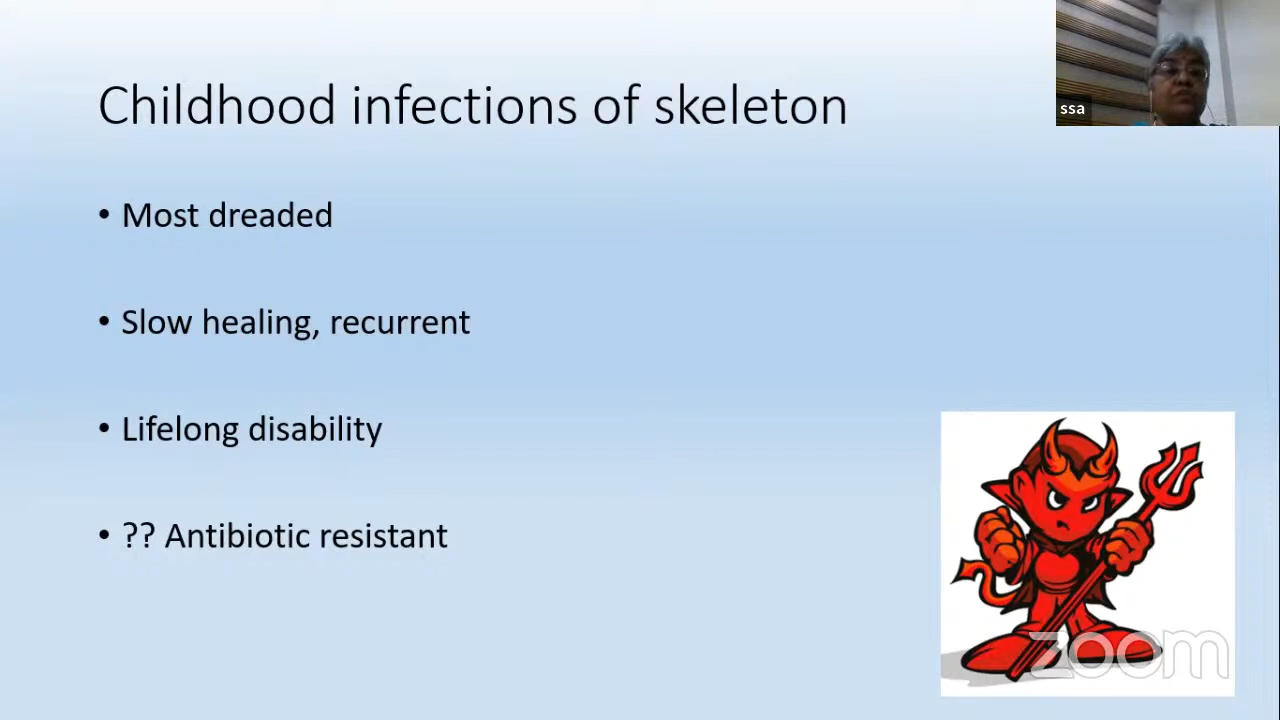 Childhood infections of skeleton
ssa
• Most dreaded
• Slow healing, recurrent
• Lifelong disability
• ?? Antibiotic resistant
zoom